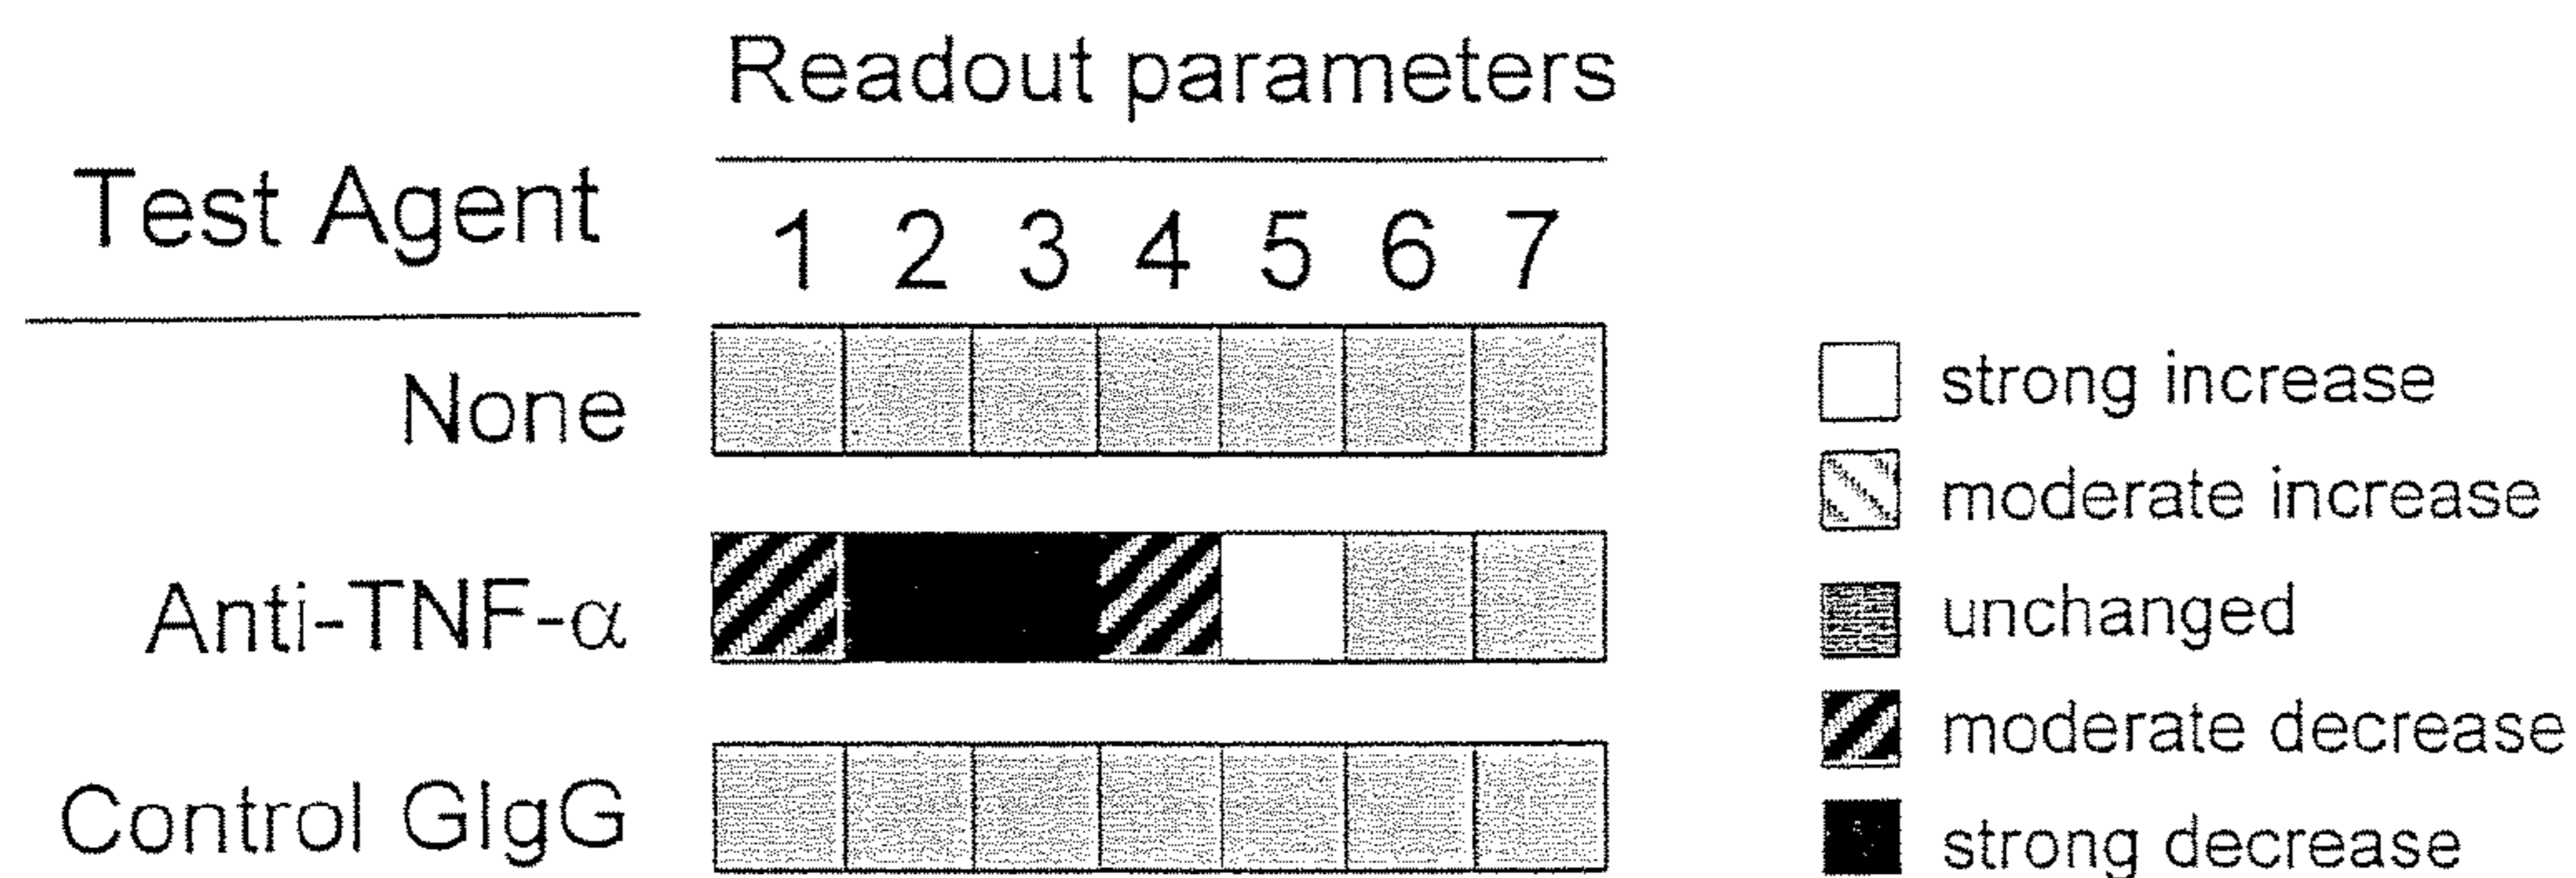 Readout parameters
Test Agent
1 2 3 4 5 6 7
None
Anti-TNF-α
Control GIgG
strong increase
moderate increase
unchanged
moderate decrease
strong decrease